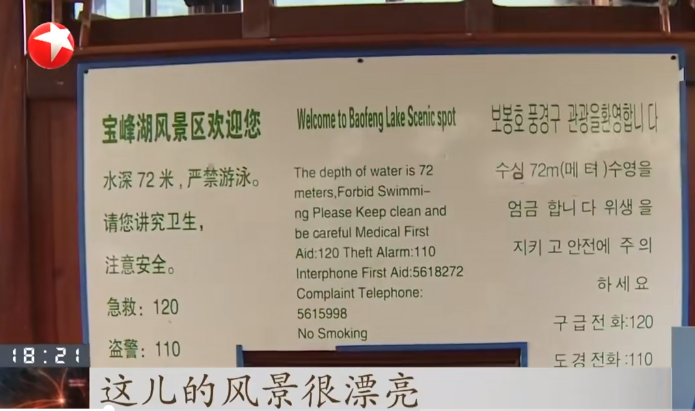 宝峰湖风景区欢迎您
水深72米,严禁游泳。
请您讲究卫生,
注意安全。
急救: 120
盗警: 110
Welcome to Baofeng Lake Scenic spot
The depth of water is 72
meters,Forbid Swimmi-
ng Please Keep clean and
be careful Medical First
Aid:120 Theft Alarm:110
Interphone First Aid:5618272
Complaint Telephone:
5615998
No Smoking
보봉호 풍경구 관광을환영합니 다
수심 72m(메 터)수영을
엄금 합니 다 위생 을
지키 고 안전에 주 의
하 세 요
구 급 전 화:120
도 경 전화 :110
18:21
这儿的风景很漂亮